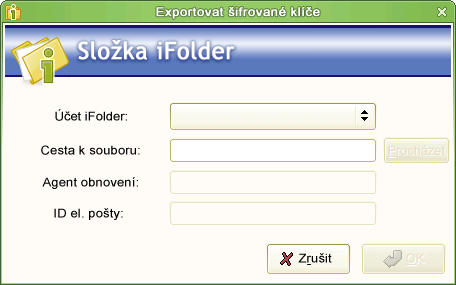 Exportovat šifrované klíče
Složka iFolder
Účet iFolder:
Cesta k souboru:
Procházet
Agent obnovení:
ID el. pošty:
Zrušit
OK